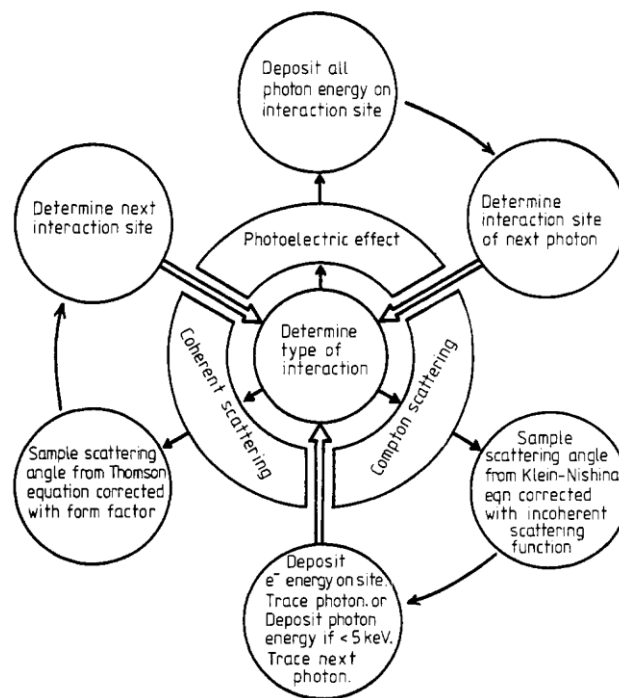 Deposit all
photon energy on
interaction site
Determine next
interaction site
Photoelectric effect
Determine
interaction site
of next photon
Determine
type of
interaction
Coherent scattering
Compton scattering
Sample scattering
angle from Thomson
equation corrected
with form factor
Sample
scattering angle
from Klein-Nishina
eqn corrected
with incoherent
scattering
function
Deposit
e⁻ energy on site.
Trace photon. or
Deposit photon
energy if < 5 keV.
Trace next
photon.